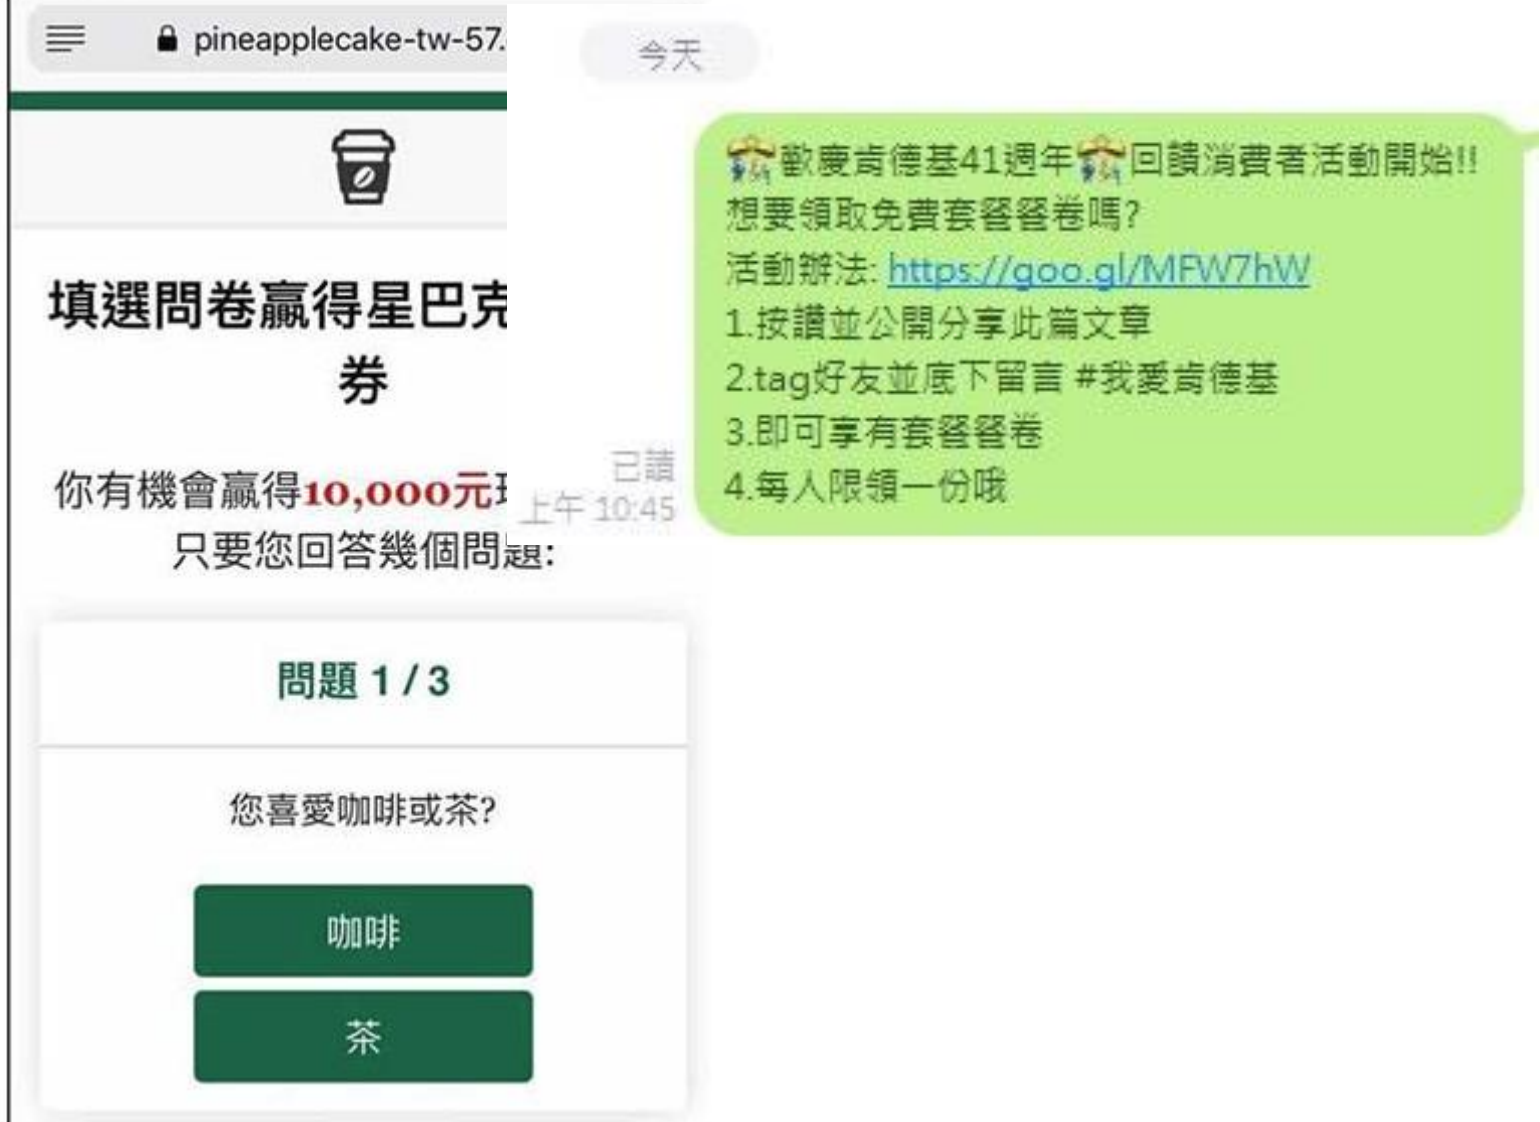 pineapplecake-tw-57.
填選問卷贏得星巴克
券
你有機會贏得10,000元
只要您回答幾個問題:
問題 1 / 3
您喜愛咖啡或茶?
咖啡
茶
今天
歡慶肯德基41週年回饋消費者活動開始!!
想要領取免費套餐餐卷嗎?
活動辦法: https://goo.gl/MFW7hW
1.按讚並公開分享此篇文章
2.tag好友並底下留言 #我愛肯德基
3.即可享有套餐餐卷
4.每人限領一份哦
已讀
上午 10:45